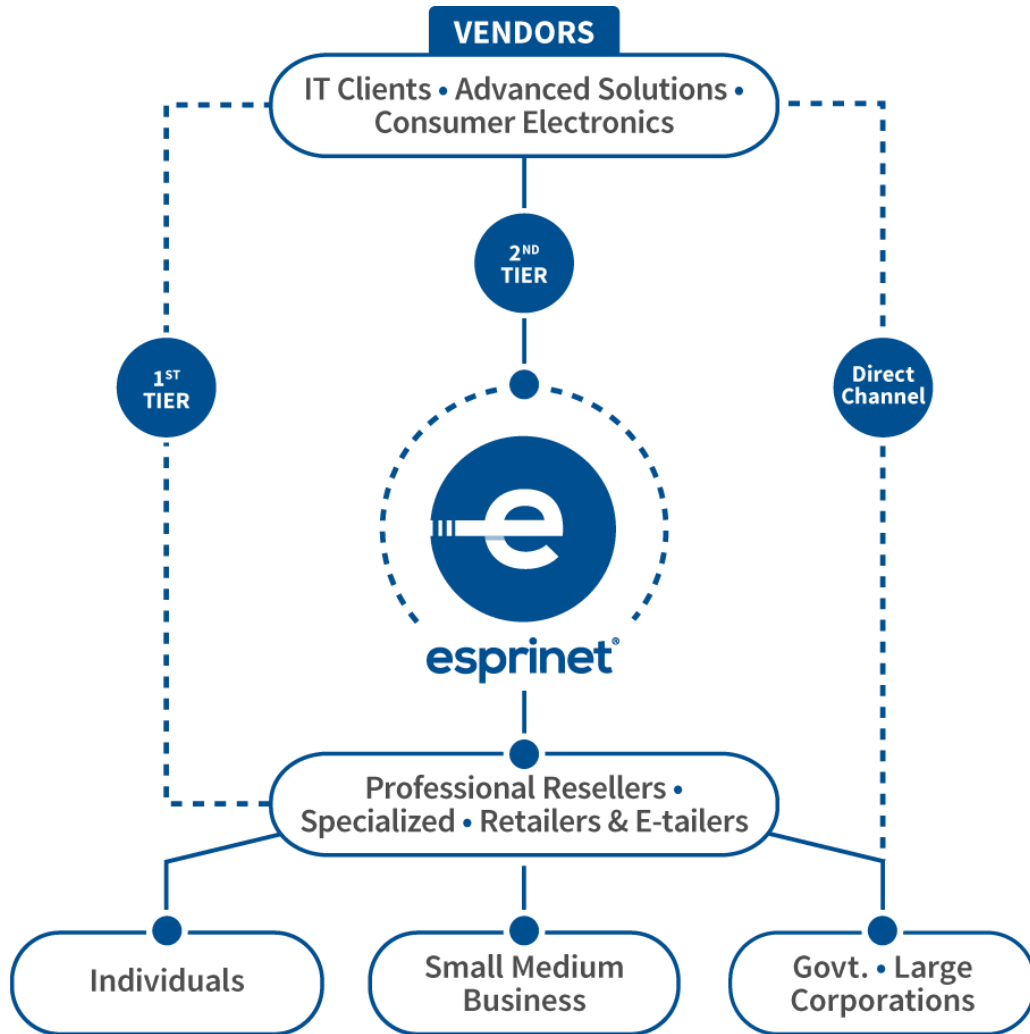 VENDORS
IT Clients • Advanced Solutions •
Consumer Electronics
2ND
TIER
1ST
TIER
Direct
Channel
e
esprinet®
Professional Resellers •
Specialized • Retailers & E-tailers
Individuals
Small Medium
Business
Govt. • Large
Corporations